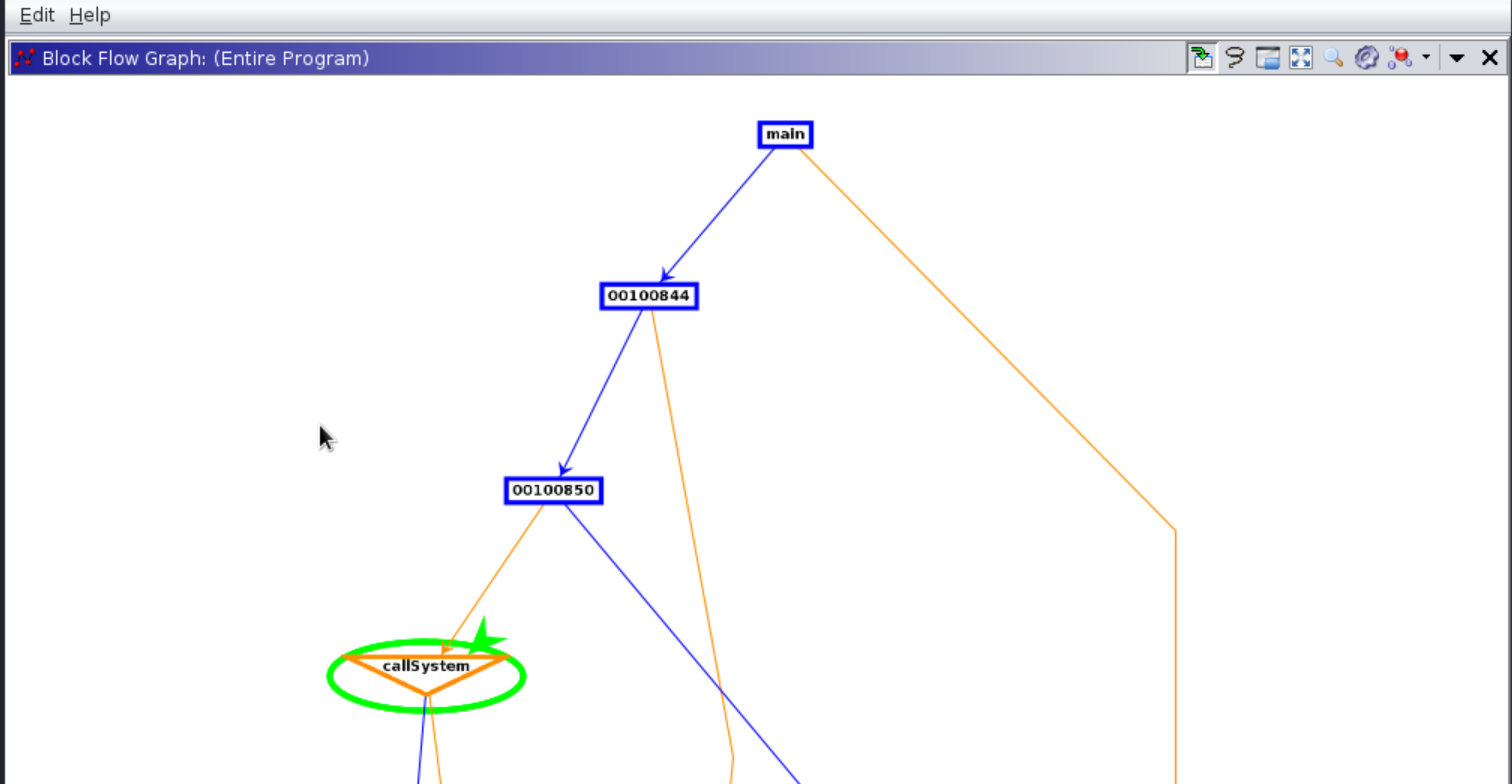 Edit Help
Block Flow Graph: (Entire Program)
main
00100844
00100850
callSystem